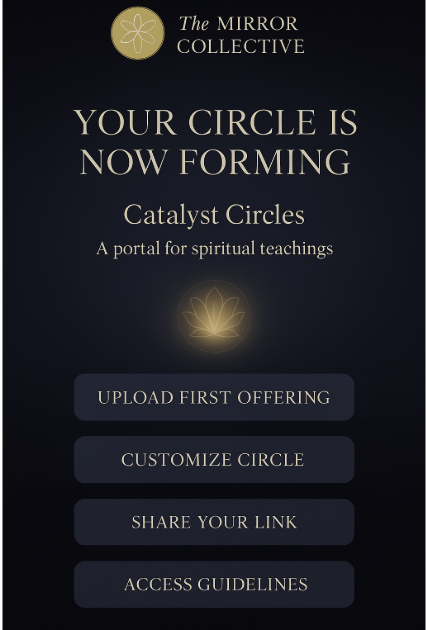 The MIRROR
COLLECTIVE
YOUR CIRCLE IS
NOW FORMING
Catalyst Circles
A portal for spiritual teachings
UPLOAD FIRST OFFERING
CUSTOMIZE CIRCLE
SHARE YOUR LINK
ACCESS GUIDELINES